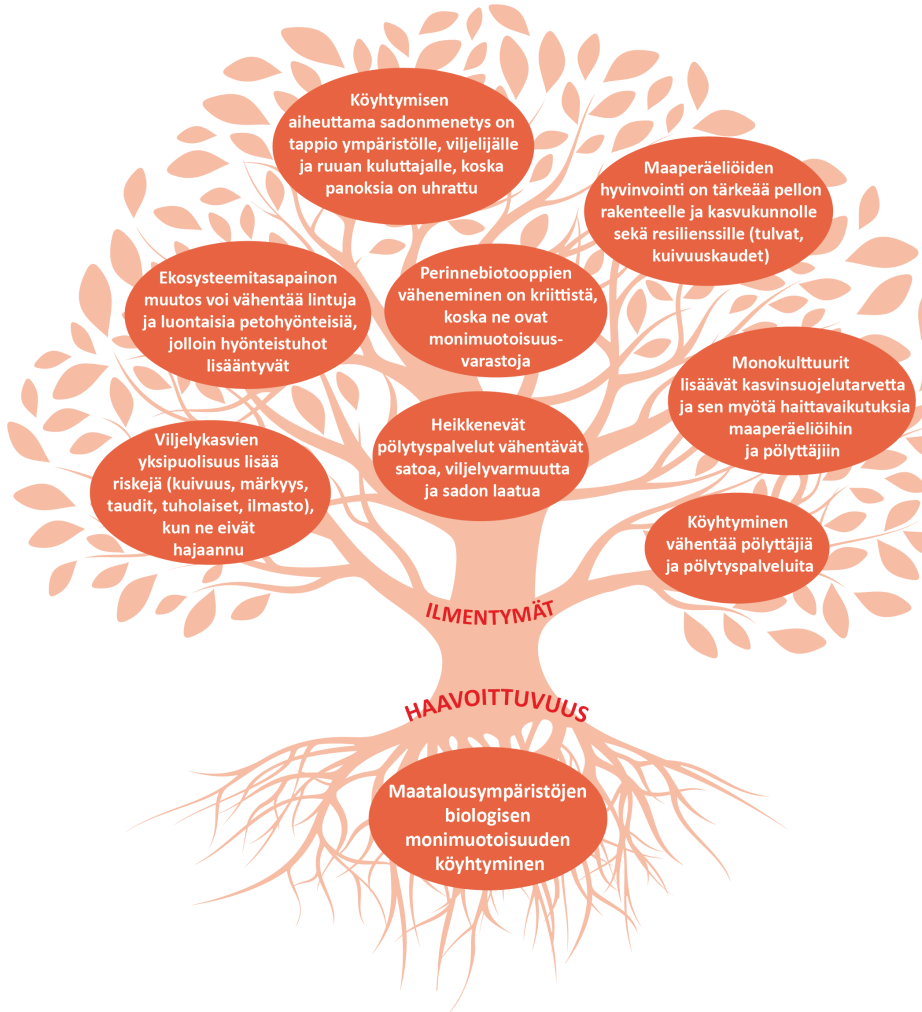 Köyhtymisen
aiheuttama sadonmenetys on
tappio ympäristölle, viljelijälle
ja ruuan kuluttajalle, koska
panoksia on uhrattu
Maaperäeliöiden
hyvinvointi on tärkeää pellon
rakenteelle ja kasvukunnolle
sekä resilienssille (tulvat,
kuivuuskaudet)
Ekosysteemitasapainon
muutos voi vähentää lintuja
ja luontaisia petohyönteisiä,
jolloin hyönteistuhot
lisääntyvät
Perinnebiotooppien
väheneminen on kriittistä,
koska ne ovat
monimuotoisuus-
varastoja
Monokulttuurit
lisäävät kasvinsuojelutarvetta
ja sen myötä haittavaikutuksia
maaperäeliöihin
ja pölyttäjiin
Viljelykasvien
yksipuolisuus lisää
riskejä (kuivuus, märkyys,
taudit, tuholaiset, ilmasto),
kun ne eivät
hajaannu
Heikkenevät
pölytyspalvelut vähentävät
satoa, viljelyvarmuutta
ja sadon laatua
Köyhtyminen
vähentää pölyttäjiä
ja pölytyspalveluita
ILMENTYMÄT
HAAVOITTUVUUS
Maatalousympäristöjen
biologisen
monimuotoisuuden
köyhtyminen